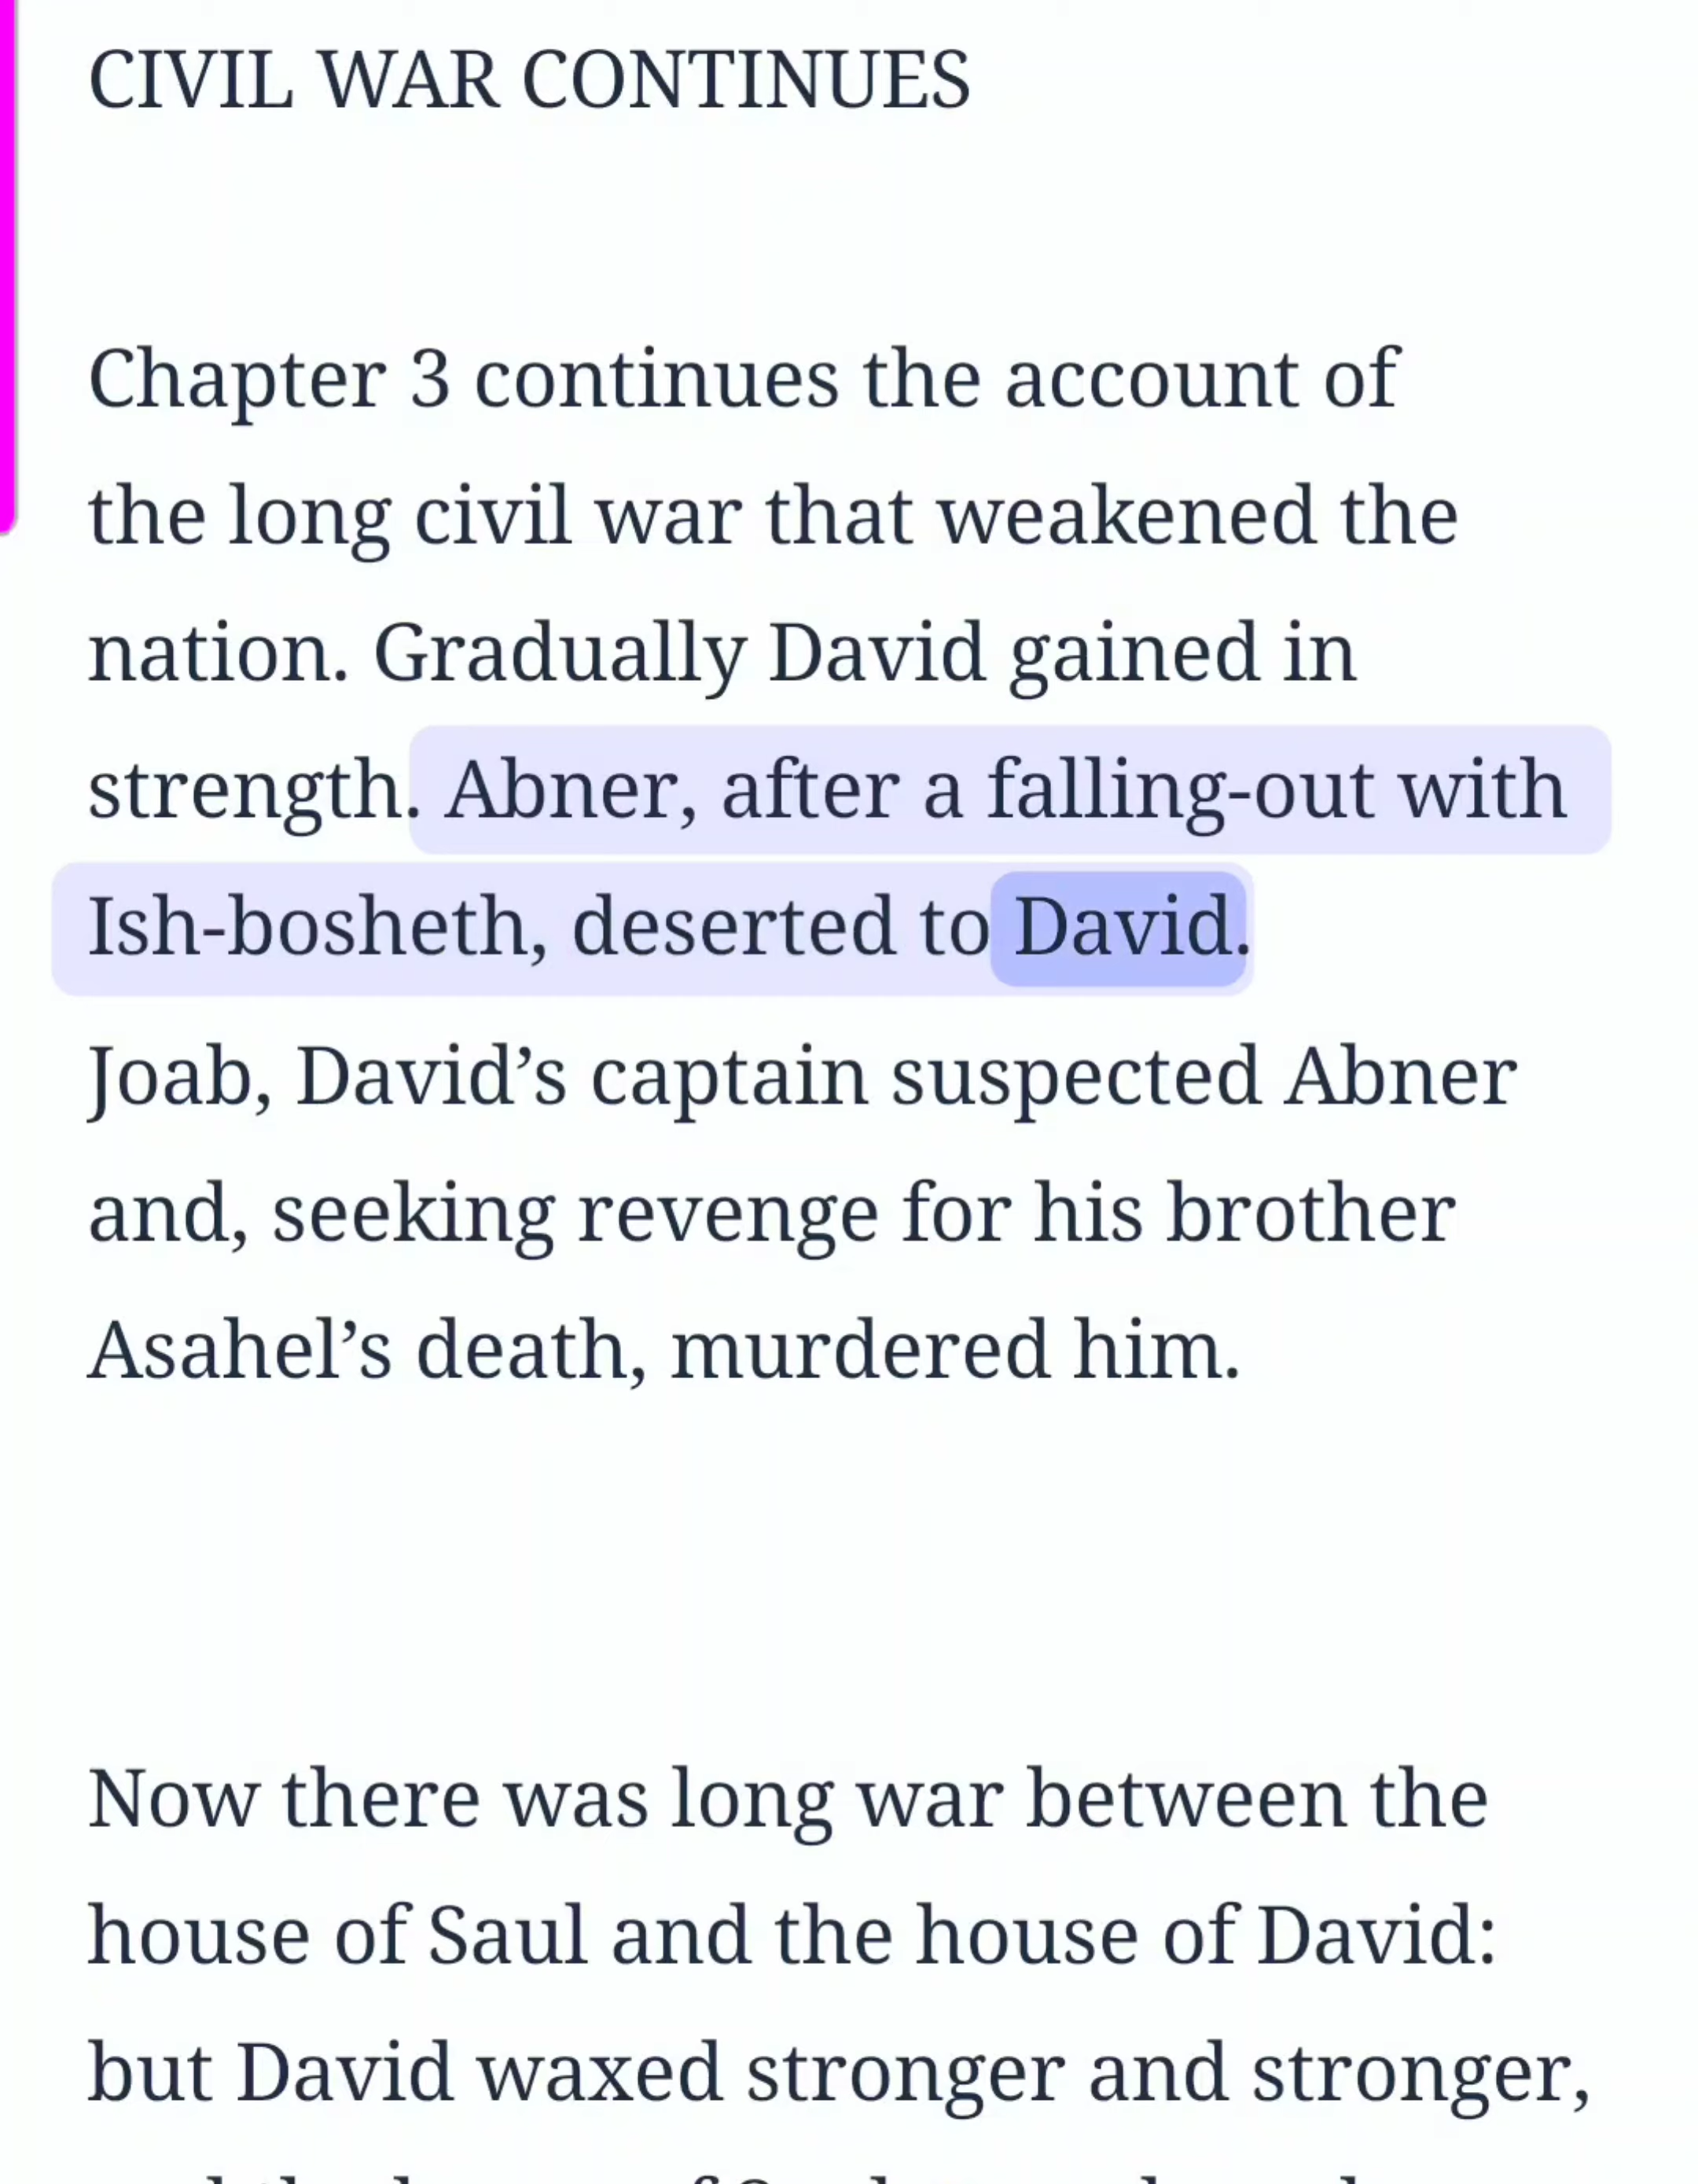 CIVIL WAR CONTINUES
Chapter 3 continues the account of
the long civil war that weakened the
nation. Gradually David gained in
strength. Abner, after a falling-out with
Ish-bosheth, deserted to David.
Joab, David’s captain suspected Abner
and, seeking revenge for his brother
Asahel’s death, murdered him.
Now there was long war between the
house of Saul and the house of David:
but David waxed stronger and stronger,